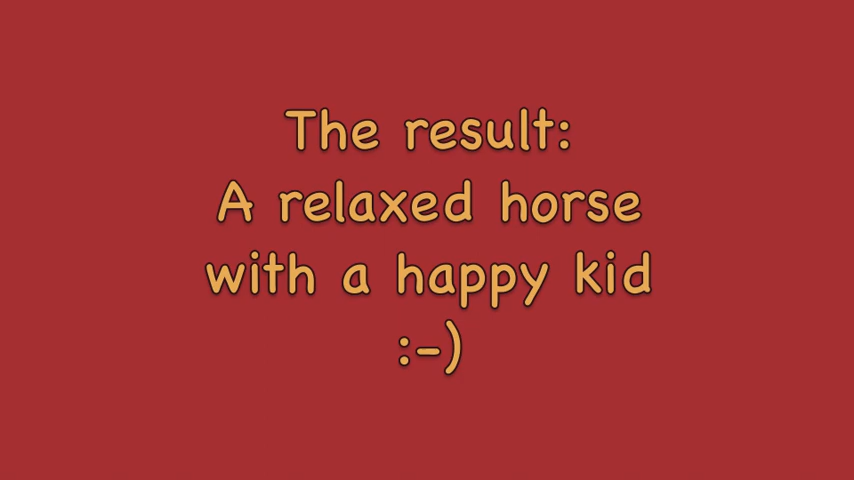 The result:
A relaxed horse
with a happy kid
:-)